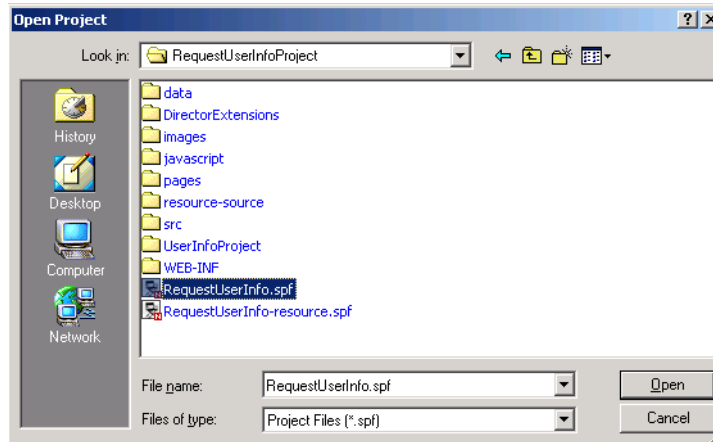 Open Project
Look in: RequestUserInfoProject
History
Desktop
Computer
Network
data
DirectorExtensions
images
javascript
pages
resource-source
src
UserInfoProject
WEB-INF
RequestUserInfo.spf
RequestUserInfo-resource.spf
File name: RequestUserInfo.spf Open
Files of type: Project Files (*.spf) Cancel